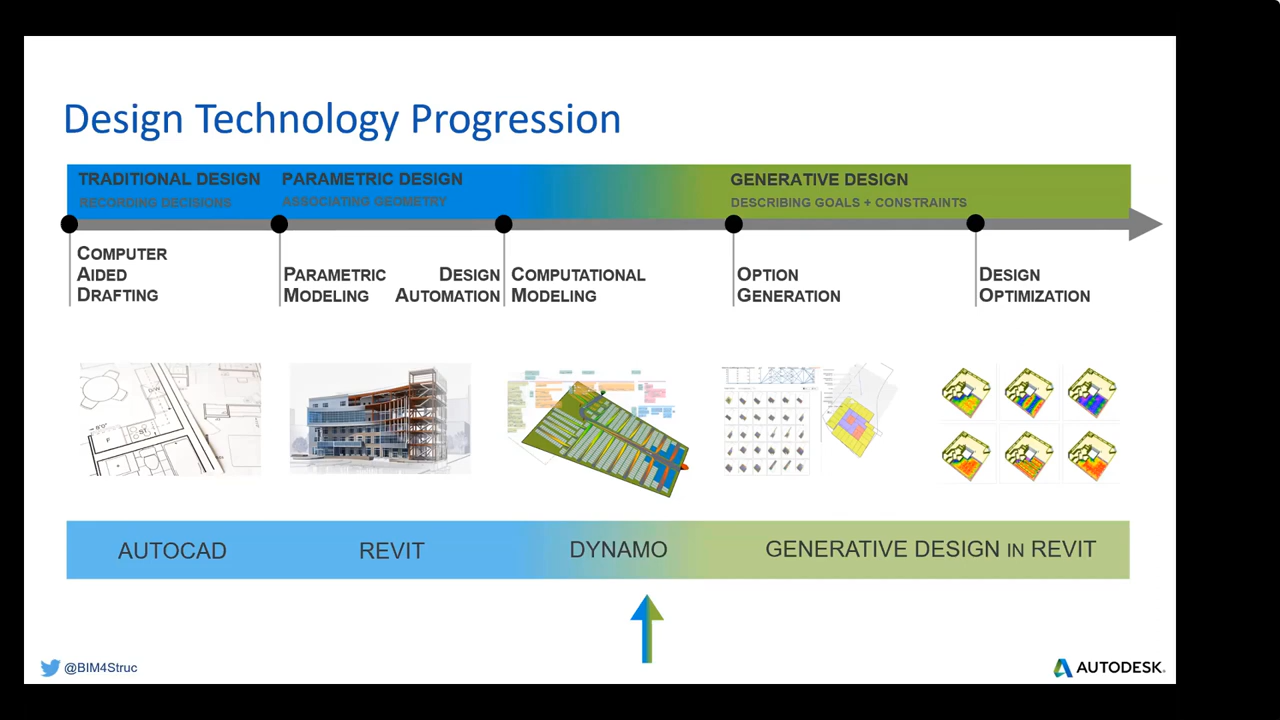 Design Technology Progression
TRADITIONAL DESIGN
RECORDING DECISIONS
PARAMETRIC DESIGN
ASSOCIATING GEOMETRY
GENERATIVE DESIGN
DESCRIBING GOALS + CONSTRAINTS
COMPUTER
AIDED
DRAFTING
PARAMETRIC
MODELING
DESIGN
AUTOMATION
COMPUTATIONAL
MODELING
OPTION
GENERATION
DESIGN
OPTIMIZATION
AUTOCAD
REVIT
DYNAMO
GENERATIVE DESIGN IN REVIT
@BIM4Struc
AUTODESK.